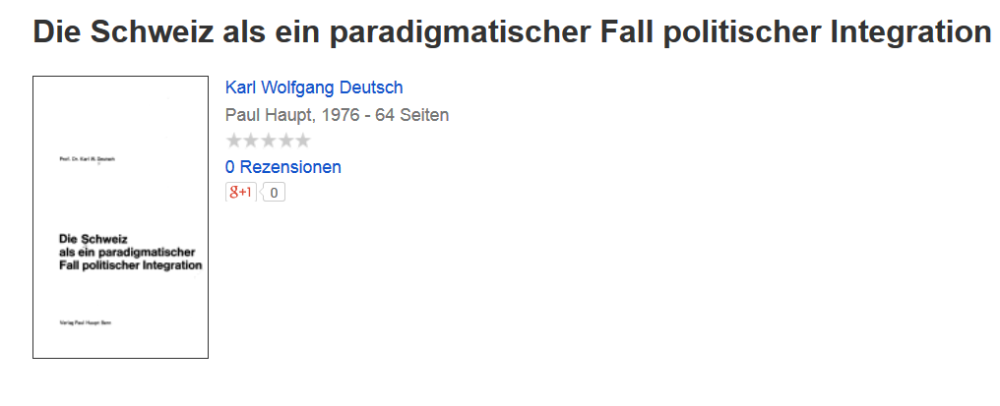 Die Schweiz als ein paradigmatischer Fall politischer Integration
Karl Wolfgang Deutsch
Paul Haupt, 1976 - 64 Seiten
0 Rezensionen
g+1 0
Prof. Dr. Karl W. Deutsch
Die Schweiz
als ein paradigmatischer
Fall politischer Integration
Verlag Paul Haupt Bern